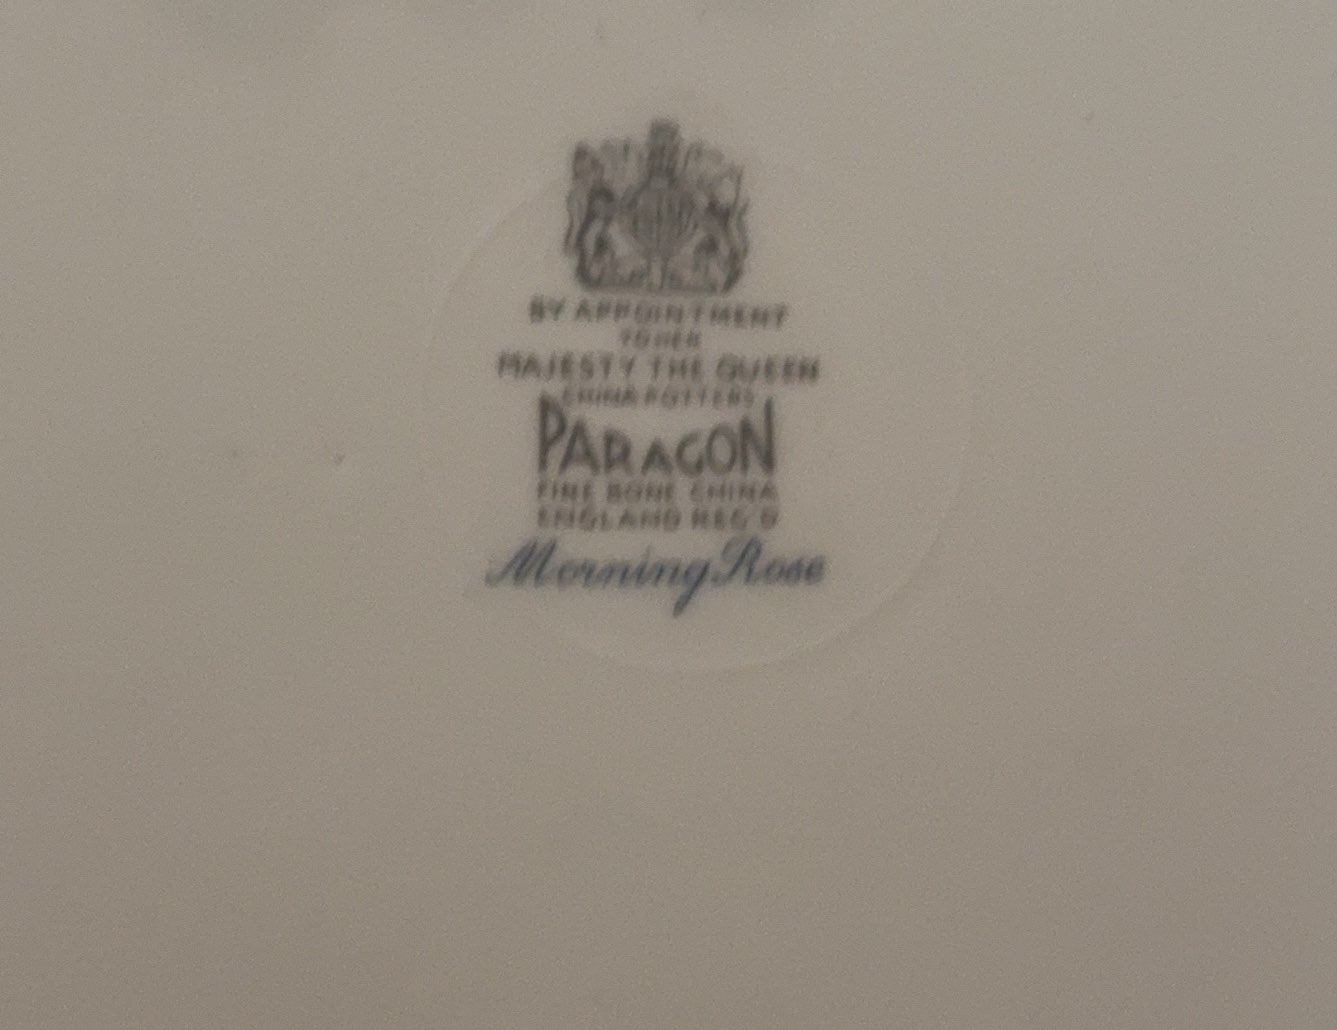 BY APPOINTMENT
TO HER
MAJESTY THE QUEEN
CHINA POTTERS
PARAGON
FINE BONE CHINA
ENGLAND REG'D
Morning Rose